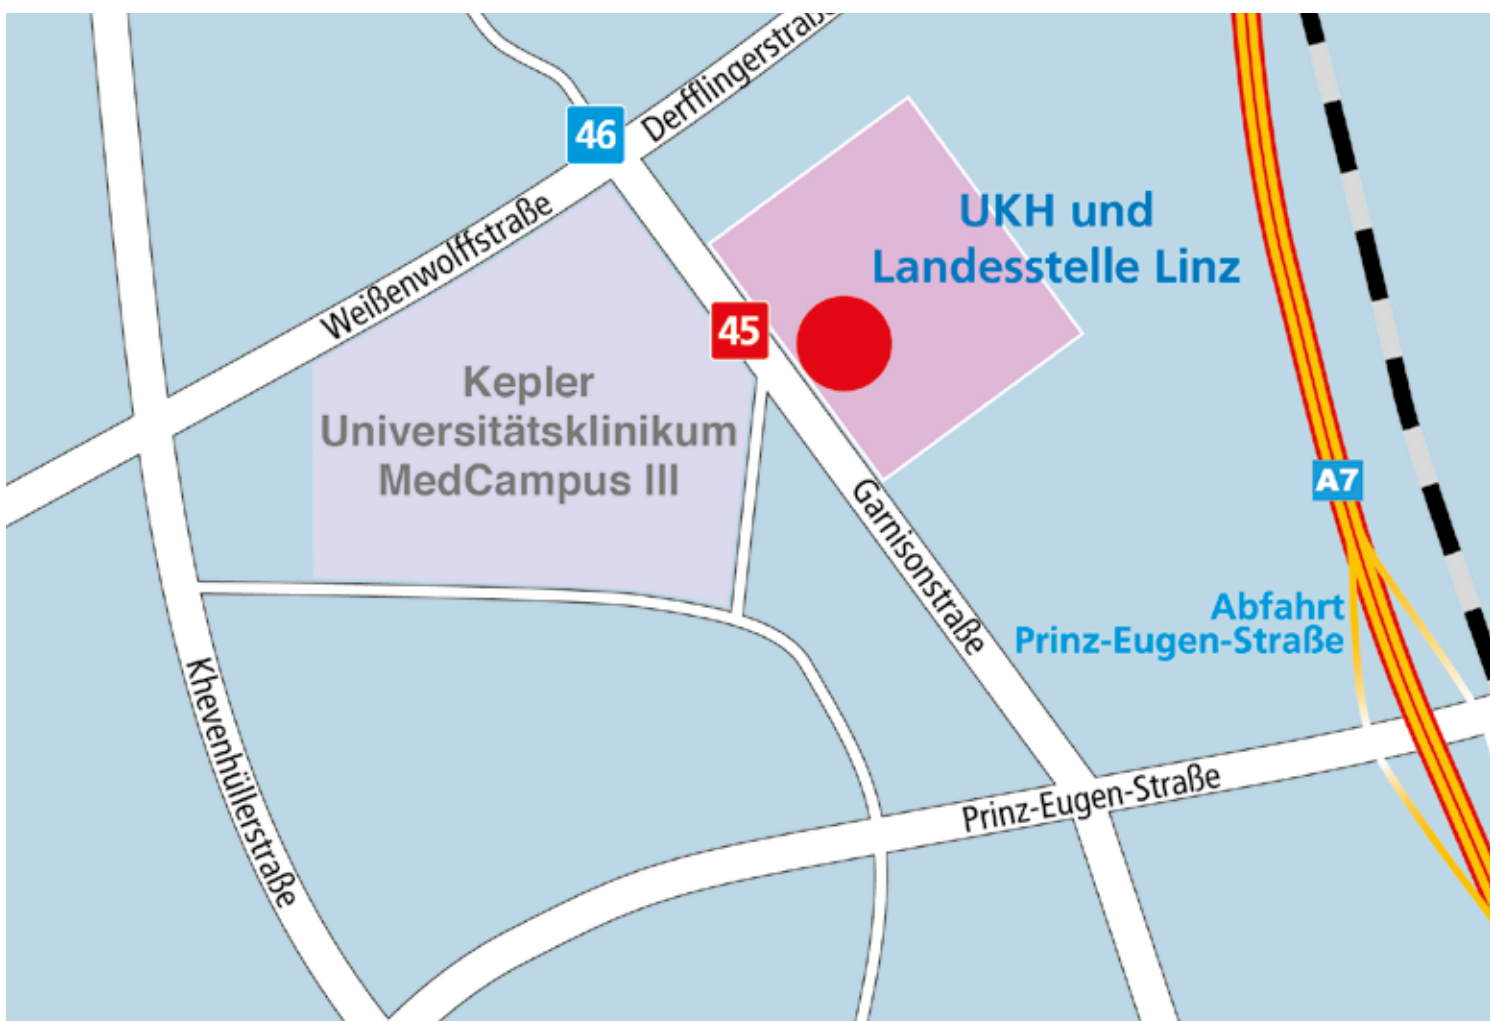 Derfflingerstraße
46
UKH und
Landesstelle Linz
Weißenwolffstraße
45
Kepler
Universitätsklinikum
MedCampus III
A7
Garnisonstraße
Abfahrt
Prinz-Eugen-Straße
Khevenhüllerstraße
Prinz-Eugen-Straße